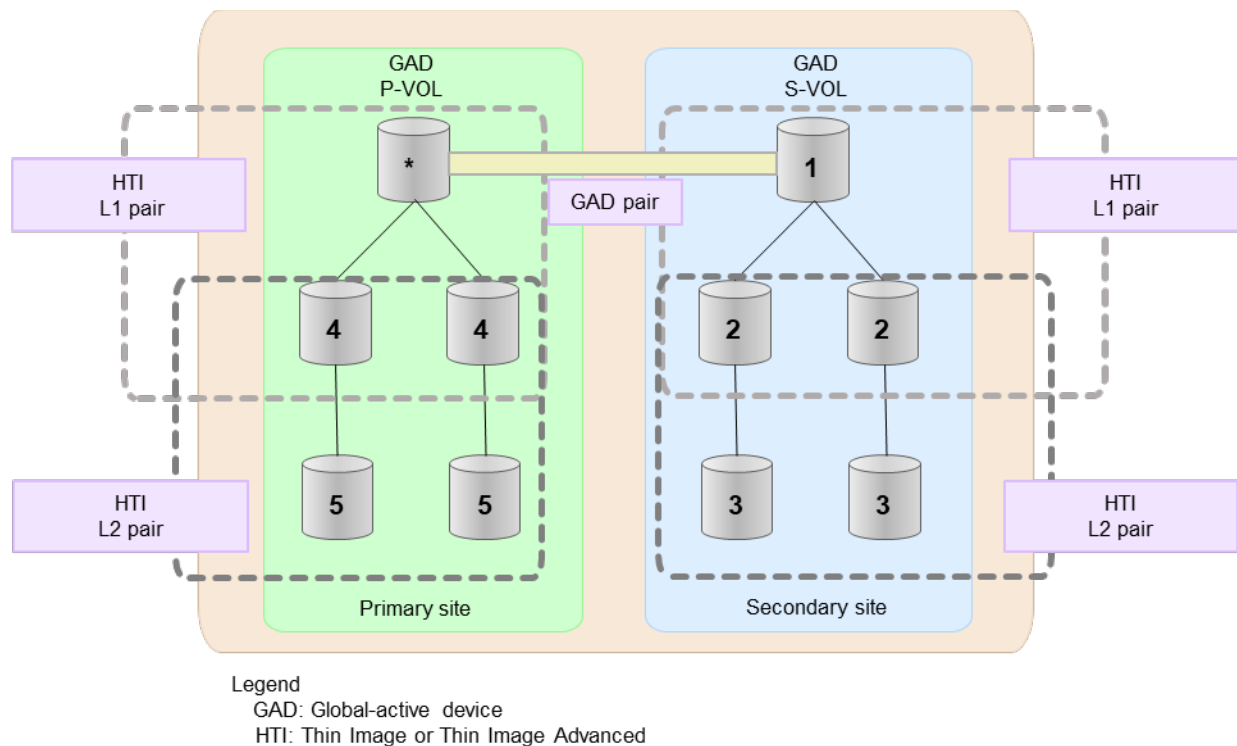 GAD
P-VOL
GAD
S-VOL
*
1
HTI
L1 pair
GAD pair
HTI
L1 pair
4
4
2
2
HTI
L2 pair
5
5
3
3
HTI
L2 pair
Primary site
Secondary site
Legend
GAD: Global-active device
HTI: Thin Image or Thin Image Advanced